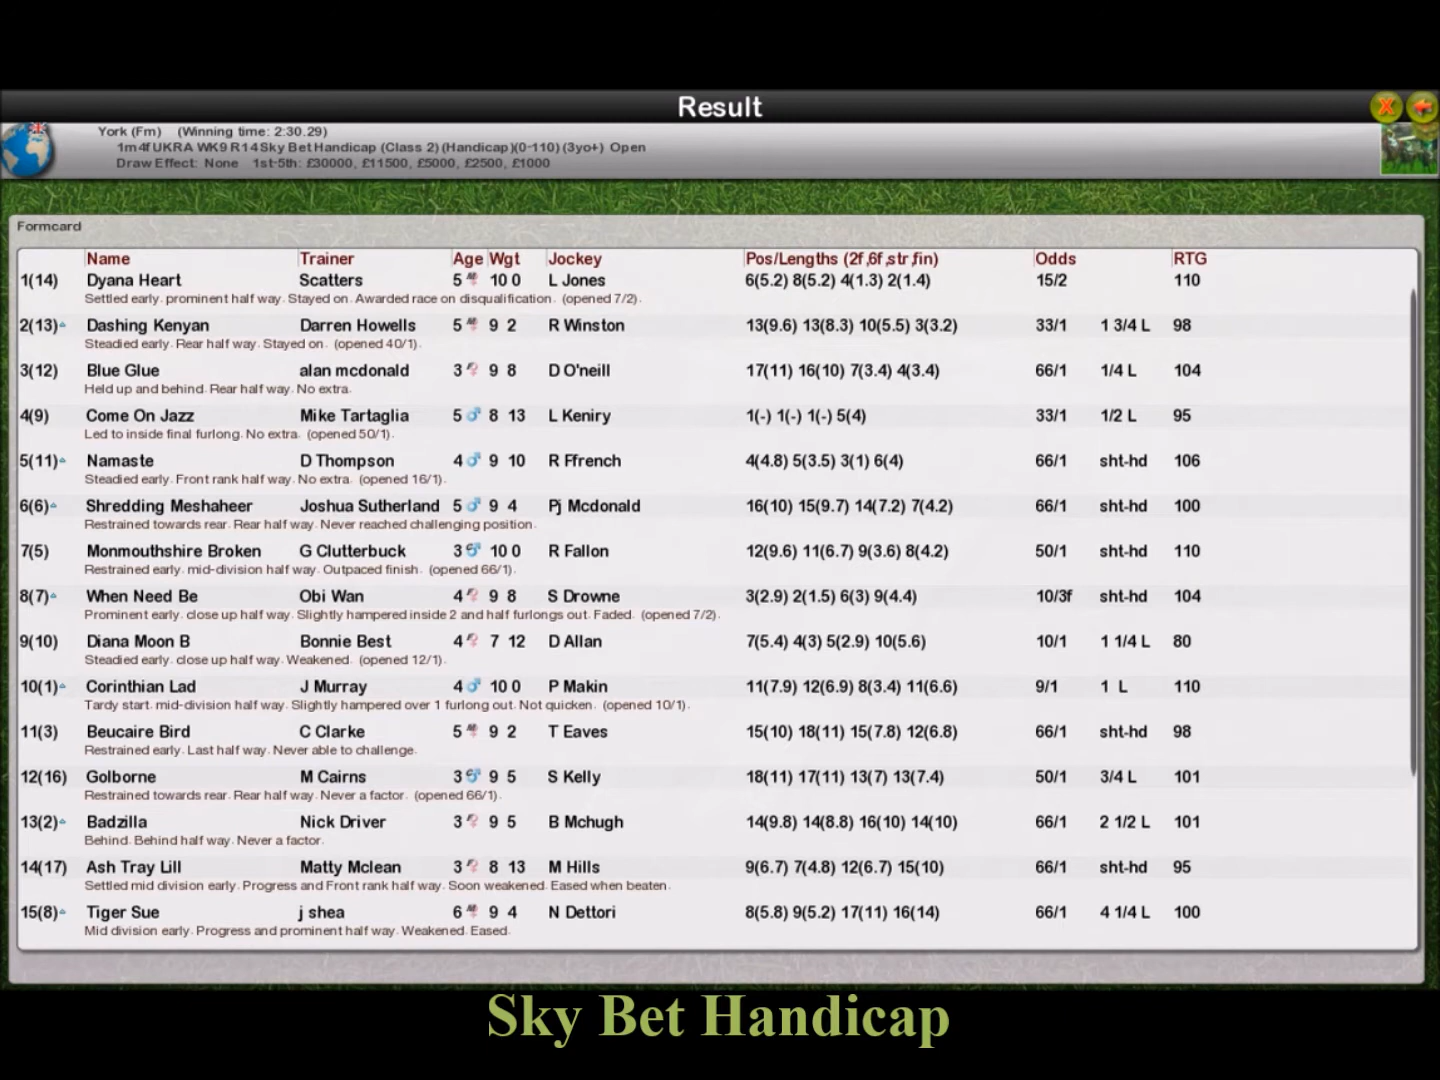 Result
York (Fm) (Winning time: 2:30.29)
1m4f UKRA WK9 R14 Sky Bet Handicap (Class 2) (Handicap)(0-110) (3yo+) Open
Draw Effect: None 1st-5th: £30000, £11500, £5000, £2500, £1000
Formcard
Name Trainer Age Wgt Jockey Pos/Lengths (2f,6f,str,fin) Odds RTG
1(14) Dyana Heart Scatters 5 10 0 L Jones 6(5.2) 8(5.2) 4(1.3) 2(1.4) 15/2 110
Settled early. prominent half way. Stayed on. Awarded race on disqualification. (opened 7/2).
2(13) Dashing Kenyan Darren Howells 5 9 2 R Winston 13(9.6) 13(8.3) 10(5.5) 3(3.2) 33/1 1 3/4 L 98
Steadied early. Rear half way. Stayed on. (opened 40/1).
3(12) Blue Glue alan mcdonald 3 9 8 D O'neill 17(11) 16(10) 7(3.4) 4(3.4) 66/1 1/4 L 104
Held up and behind. Rear half way. No extra.
4(9) Come On Jazz Mike Tartaglia 5 8 13 L Keniry 1(-) 1(-) 1(-) 5(4) 33/1 1/2 L 95
Led to inside final furlong. No extra. (opened 50/1).
5(11) Namaste D Thompson 4 9 10 R Ffrench 4(4.8) 5(3.5) 3(1) 6(4) 66/1 sht-hd 106
Steadied early. Front rank half way. No extra. (opened 16/1).
6(6) Shredding Meshaheer Joshua Sutherland 5 9 4 Pj Mcdonald 16(10) 15(9.7) 14(7.2) 7(4.2) 66/1 sht-hd 100
Restrained towards rear. Rear half way. Never reached challenging position.
7(5) Monmouthshire Broken G Clutterbuck 3 10 0 R Fallon 12(9.6) 11(6.7) 9(3.6) 8(4.2) 50/1 sht-hd 110
Restrained early. mid-division half way. Outpaced finish. (opened 66/1).
8(7) When Need Be Obi Wan 4 9 8 S Drowne 3(2.9) 2(1.5) 6(3) 9(4.4) 10/3f sht-hd 104
Prominent early. close up half way. Slightly hampered inside 2 and half furlongs out. Faded. (opened 7/2).
9(10) Diana Moon B Bonnie Best 4 7 12 D Allan 7(5.4) 4(3) 5(2.9) 10(5.6) 10/1 1 1/4 L 80
Steadied early. close up half way. Weakened. (opened 12/1).
10(1) Corinthian Lad J Murray 4 10 0 P Makin 11(7.9) 12(6.9) 8(3.4) 11(6.6) 9/1 1 L 110
Tardy start. mid-division half way. Slightly hampered over 1 furlong out. Not quicken. (opened 10/1).
11(3) Beucaire Bird C Clarke 5 9 2 T Eaves 15(10) 18(11) 15(7.8) 12(6.8) 66/1 sht-hd 98
Restrained early. Last half way. Never able to challenge.
12(16) Golborne M Cairns 3 9 5 S Kelly 18(11) 17(11) 13(7) 13(7.4) 50/1 3/4 L 101
Restrained towards rear. Rear half way. Never a factor. (opened 66/1).
13(2) Badzilla Nick Driver 3 9 5 B Mchugh 14(9.8) 14(8.8) 16(10) 14(10) 66/1 2 1/2 L 101
Behind. Behind half way. Never a factor.
14(17) Ash Tray Lill Matty Mclean 3 8 13 M Hills 9(6.7) 7(4.8) 12(6.7) 15(10) 66/1 sht-hd 95
Settled mid division early. Progress and Front rank half way. Soon weakened. Eased when beaten.
15(8) Tiger Sue j shea 6 9 4 N Dettori 8(5.8) 9(5.2) 17(11) 16(14) 66/1 4 1/4 L 100
Mid division early. Progress and prominent half way. Weakened. Eased.
Sky Bet Handicap